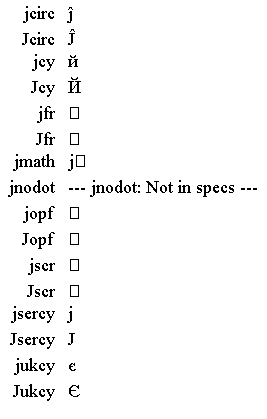 jcirc ĵ
Jcirc Ĵ
jcy й
Jcy Й
jfr □
Jfr □
jmath j□
jnodot --- jnodot: Not in specs ---
jopf □
Jopf □
jscr □
Jscr □
jsercy ј
Jsercy Ј
jukcy є
Jukcy Є